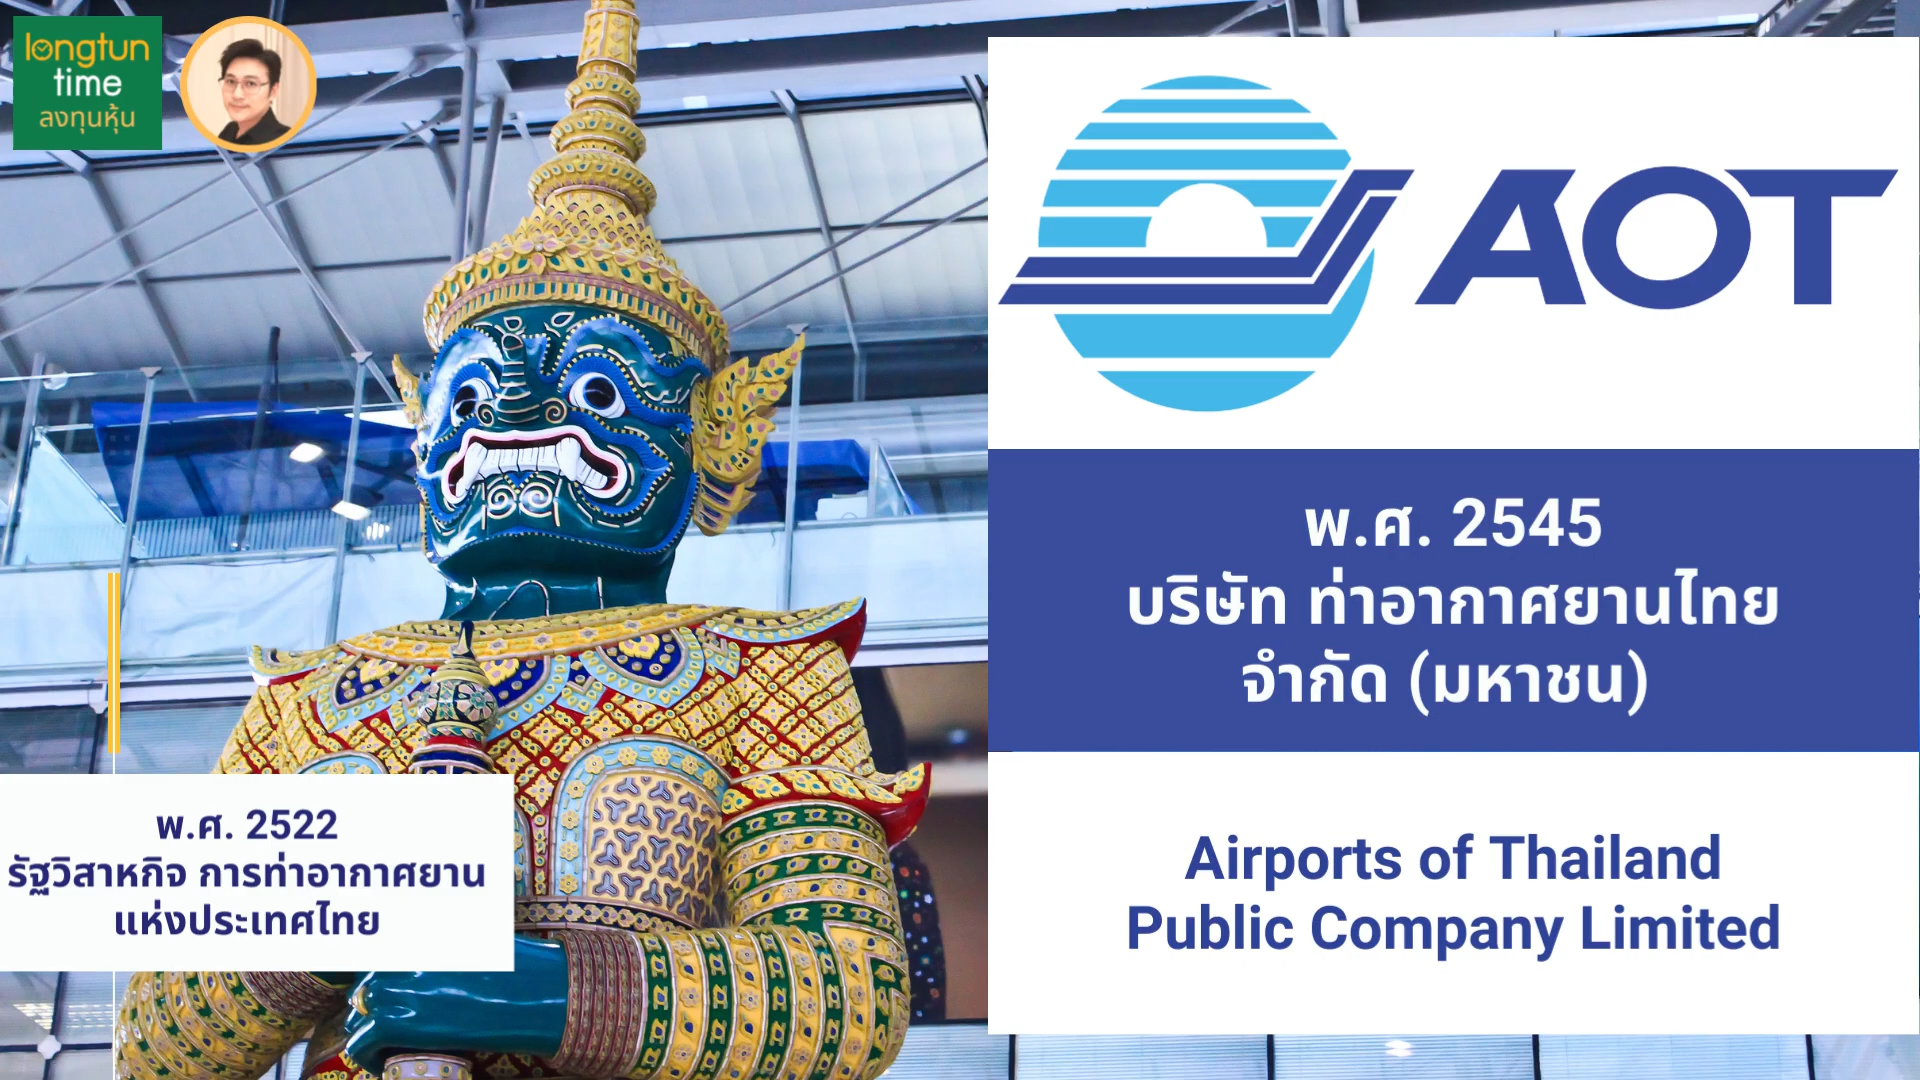 longtun
time
ลงทุนหุ้น
AOT
พ.ศ. 2545
บริษัท ท่าอากาศยานไทย
จำกัด (มหาชน)
พ.ศ. 2522
รัฐวิสาหกิจ การท่าอากาศยาน
แห่งประเทศไทย
Airports of Thailand
Public Company Limited